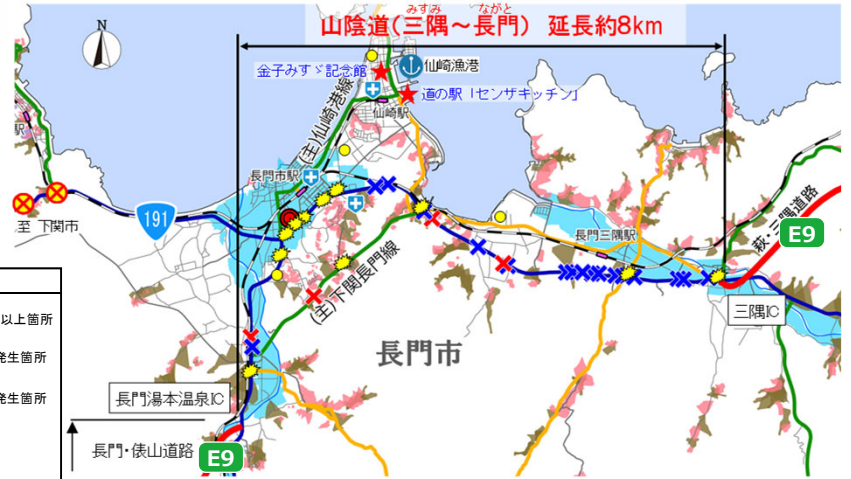 みすみ ながと
山陰道(三隅~長門) 延長約8km
N
金子みすゞ記念館
仙崎漁港
道の駅「センザキッチン」
仙崎駅
(主)仙崎港線
長門市駅
駅
至 下関市
191
長門三隅駅
萩・三隅道路
E9
(主)下関長門線
三隅IC
長門市
以上箇所
発生箇所
発生箇所
長門湯本温泉IC
長門・俵山道路
E9